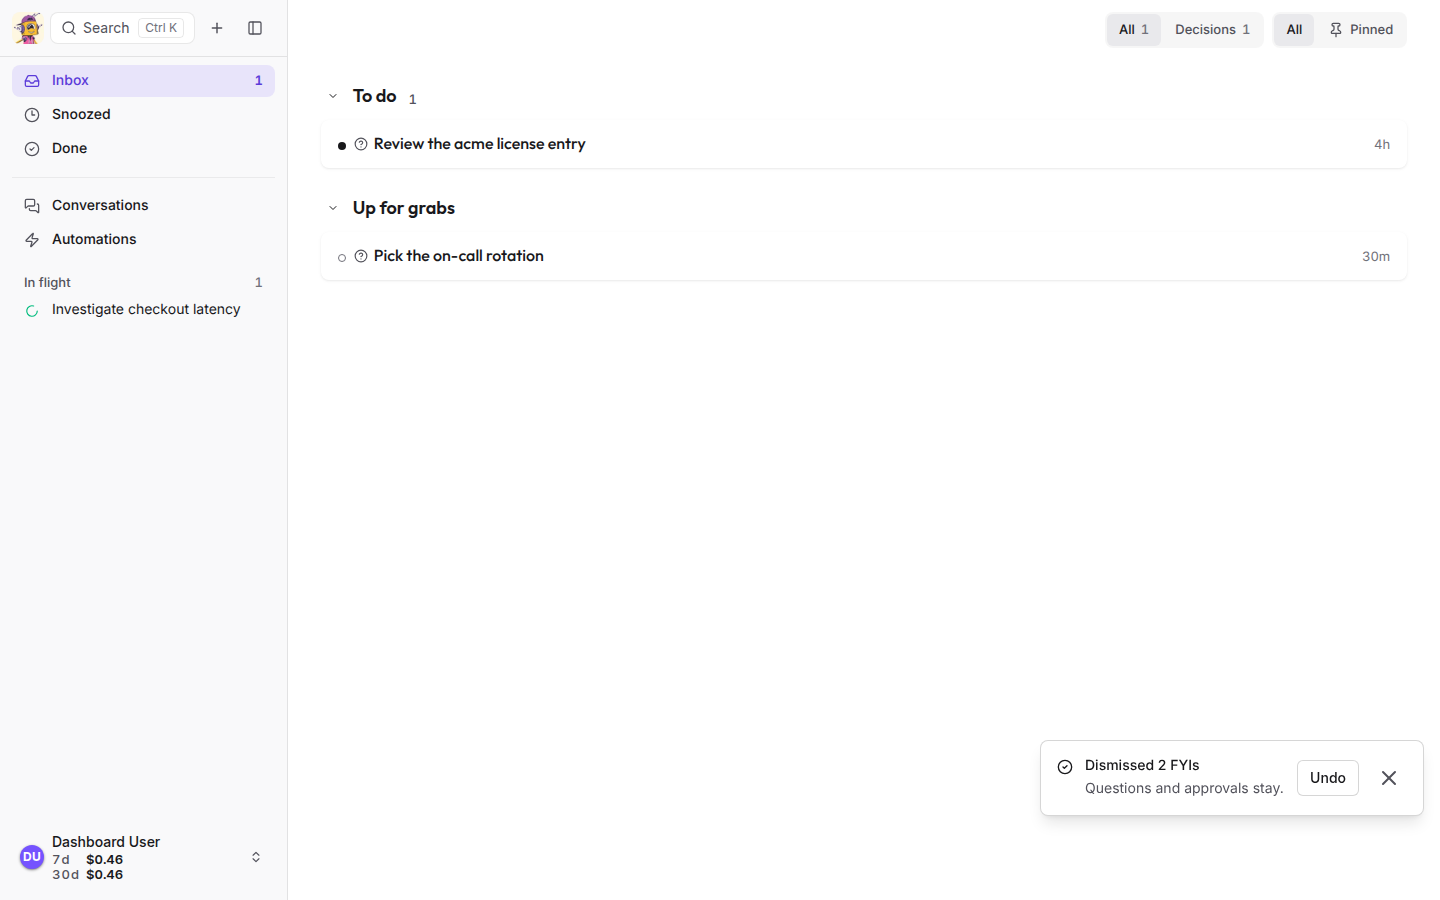 Search Ctrl K
Inbox 1
Snoozed
Done
Conversations
Automations
In flight 1
Investigate checkout latency
DU
Dashboard User
7d $0.46
30d $0.46
All 1 Decisions 1 All Pinned
To do 1
Review the acme license entry 4h
Up for grabs
Pick the on-call rotation 30m
Dismissed 2 FYIs
Questions and approvals stay.
Undo